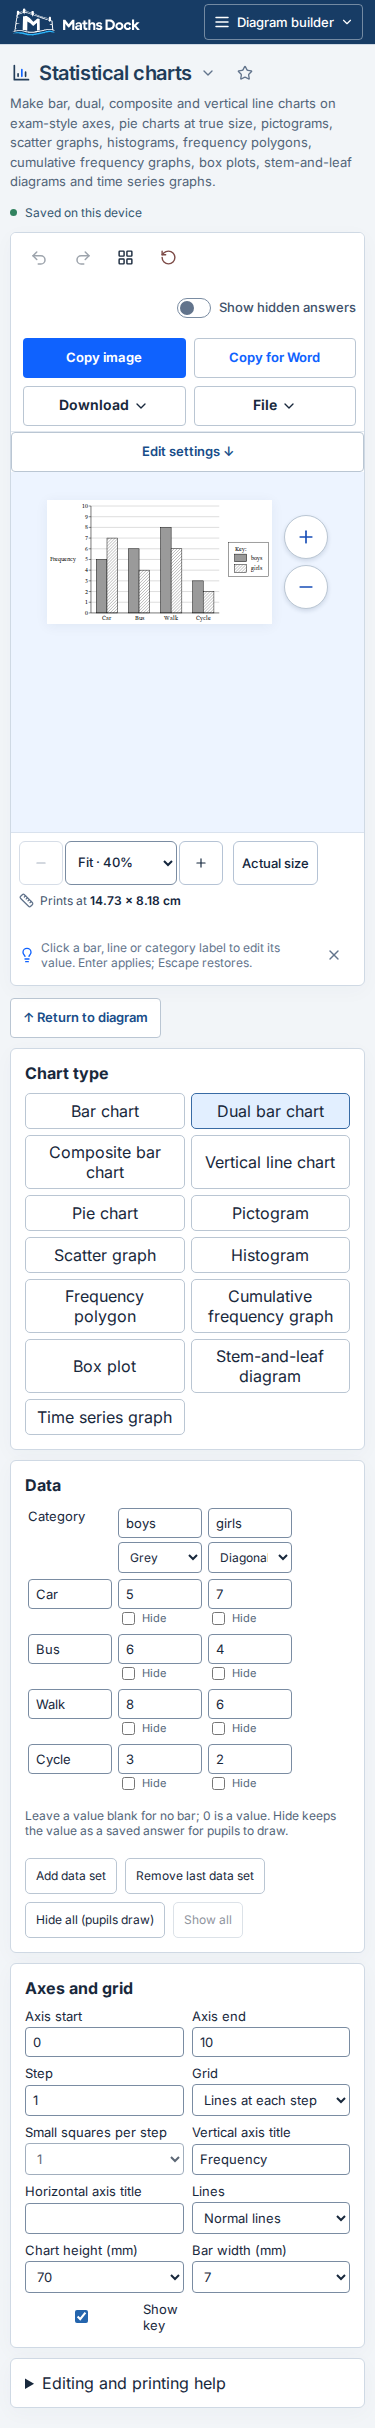 Maths Dock
Diagram builder
Statistical charts
Make bar, dual, composite and vertical line charts on
exam-style axes, pie charts at true size, pictograms,
scatter graphs, histograms, frequency polygons,
cumulative frequency graphs, box plots, stem-and-leaf
diagrams and time series graphs.
Saved on this device
Show hidden answers
Copy image
Copy for Word
Download
File
Edit settings ↓
10
9
8
7
6
5
4
3
2
1
0
Frequency
Car
Bus
Walk
Cycle
Key:
boys
girls
+
−
−
Fit · 40%
+
Actual size
Prints at 14.73 × 8.18 cm
Click a bar, line or category label to edit its
value. Enter applies; Escape restores.
↑ Return to diagram
Chart type
Bar chart
Dual bar chart
Composite bar
chart
Vertical line chart
Pie chart
Pictogram
Scatter graph
Histogram
Frequency
polygon
Cumulative
frequency graph
Box plot
Stem-and-leaf
diagram
Time series graph
Data
Category
boys
girls
Grey
Diagonal
Car
5
7
Hide
Hide
Bus
6
4
Hide
Hide
Walk
8
6
Hide
Hide
Cycle
3
2
Hide
Hide
Leave a value blank for no bar; 0 is a value. Hide keeps
the value as a saved answer for pupils to draw.
Add data set
Remove last data set
Hide all (pupils draw)
Show all
Axes and grid
Axis start
Axis end
0
10
Step
Grid
1
Lines at each step
Small squares per step
Vertical axis title
1
Frequency
Horizontal axis title
Lines
Normal lines
Chart height (mm)
Bar width (mm)
70
7
Show
key
Editing and printing help